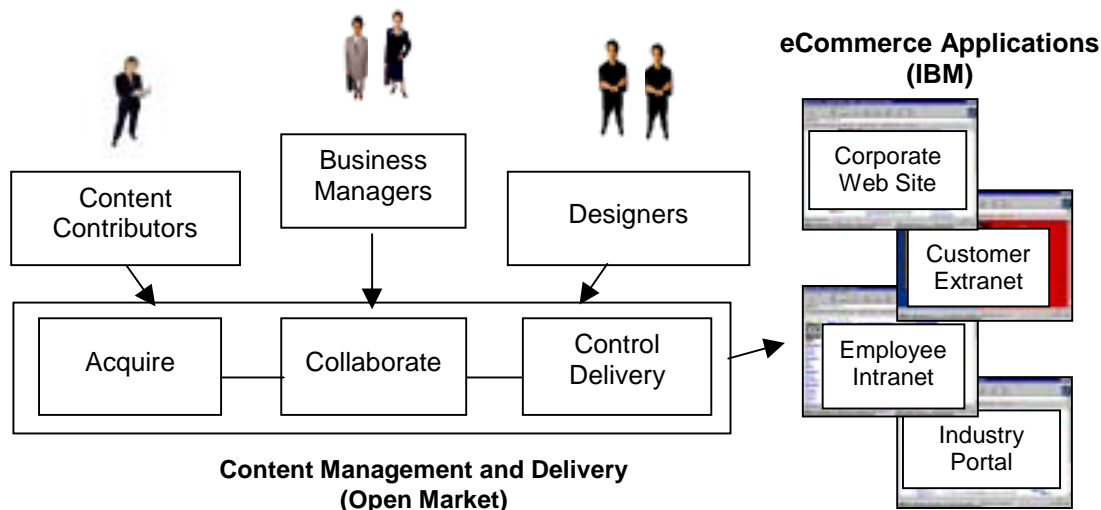 eCommerce Applications
(IBM)
Content
Contributors
Business
Managers
Designers
Acquire
Collaborate
Control
Delivery
Content Management and Delivery
(Open Market)
Corporate
Web Site
Customer
Extranet
Employee
Intranet
Industry
Portal